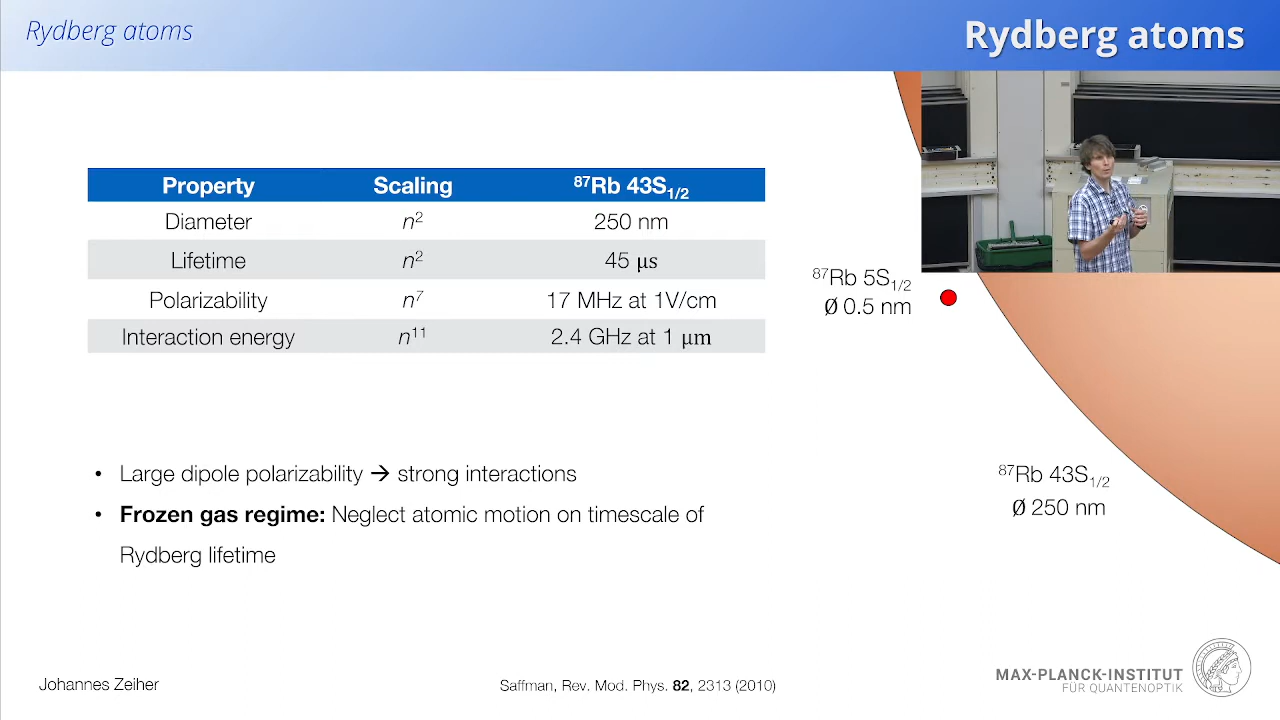 Rydberg atoms
Rydberg atoms
Property Scaling ⁸⁷Rb 43S₁/₂
Diameter n² 250 nm
Lifetime n² 45 μs
Polarizability n⁷ 17 MHz at 1V/cm
Interaction energy n¹¹ 2.4 GHz at 1 μm
⁸⁷Rb 5S₁/₂
Ø 0.5 nm
⁸⁷Rb 43S₁/₂
Ø 250 nm
• Large dipole polarizability → strong interactions
• Frozen gas regime: Neglect atomic motion on timescale of
Rydberg lifetime
Johannes Zeiher
Saffman, Rev. Mod. Phys. 82, 2313 (2010)
MAX-PLANCK-INSTITUT
FÜR QUANTENOPTIK